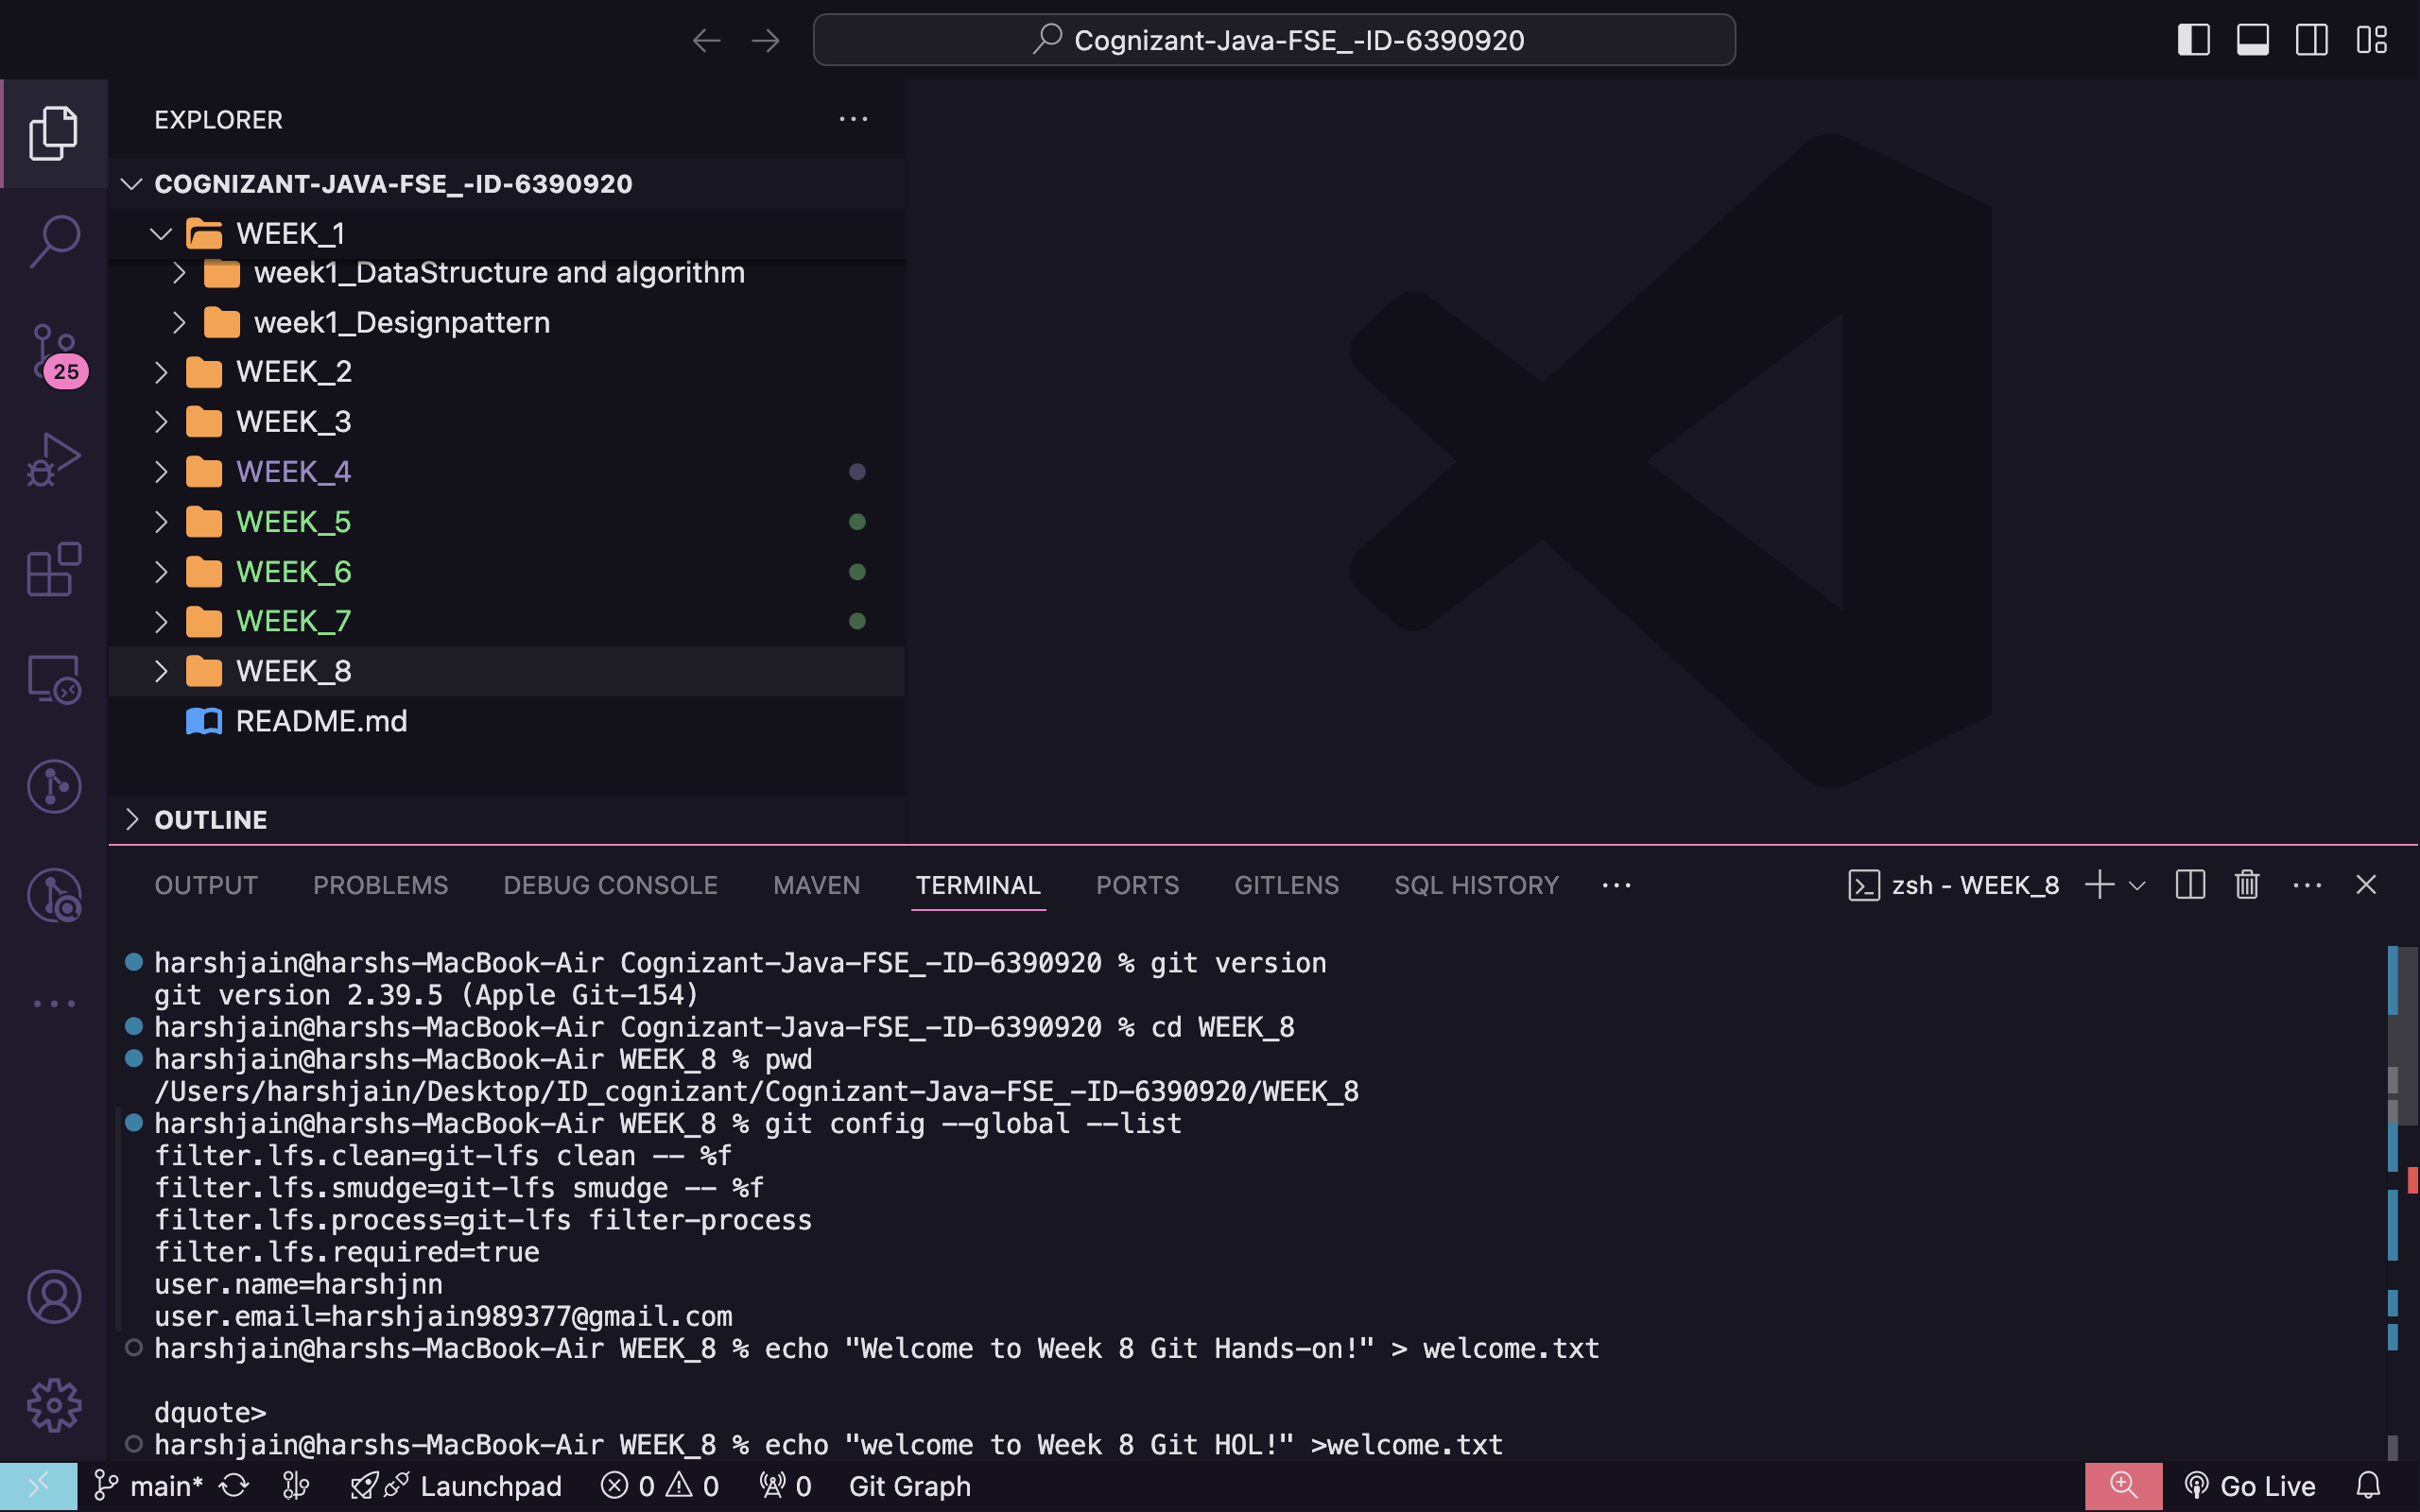 Cognizant-Java-FSE_-ID-6390920
EXPLORER
COGNIZANT-JAVA-FSE_-ID-6390920
WEEK_1
week1_DataStructure and algorithm
week1_Designpattern
WEEK_2
WEEK_3
WEEK_4
WEEK_5
WEEK_6
WEEK_7
WEEK_8
README.md
25
OUTLINE
OUTPUT PROBLEMS DEBUG CONSOLE MAVEN TERMINAL PORTS GITLENS SQL HISTORY ··· zsh - WEEK_8
harshjain@harshs-MacBook-Air Cognizant-Java-FSE_-ID-6390920 % git version
git version 2.39.5 (Apple Git-154)
harshjain@harshs-MacBook-Air Cognizant-Java-FSE_-ID-6390920 % cd WEEK_8
harshjain@harshs-MacBook-Air WEEK_8 % pwd
/Users/harshjain/Desktop/ID_cognizant/Cognizant-Java-FSE_-ID-6390920/WEEK_8
harshjain@harshs-MacBook-Air WEEK_8 % git config --global --list
filter.lfs.clean=git-lfs clean -- %f
filter.lfs.smudge=git-lfs smudge -- %f
filter.lfs.process=git-lfs filter-process
filter.lfs.required=true
user.name=harshjnn
user.email=harshjain989377@gmail.com
harshjain@harshs-MacBook-Air WEEK_8 % echo "Welcome to Week 8 Git Hands-on!" > welcome.txt
dquote>
harshjain@harshs-MacBook-Air WEEK_8 % echo "welcome to Week 8 Git HOL!" >welcome.txt
main* Launchpad 0 0 0 Git Graph Go Live